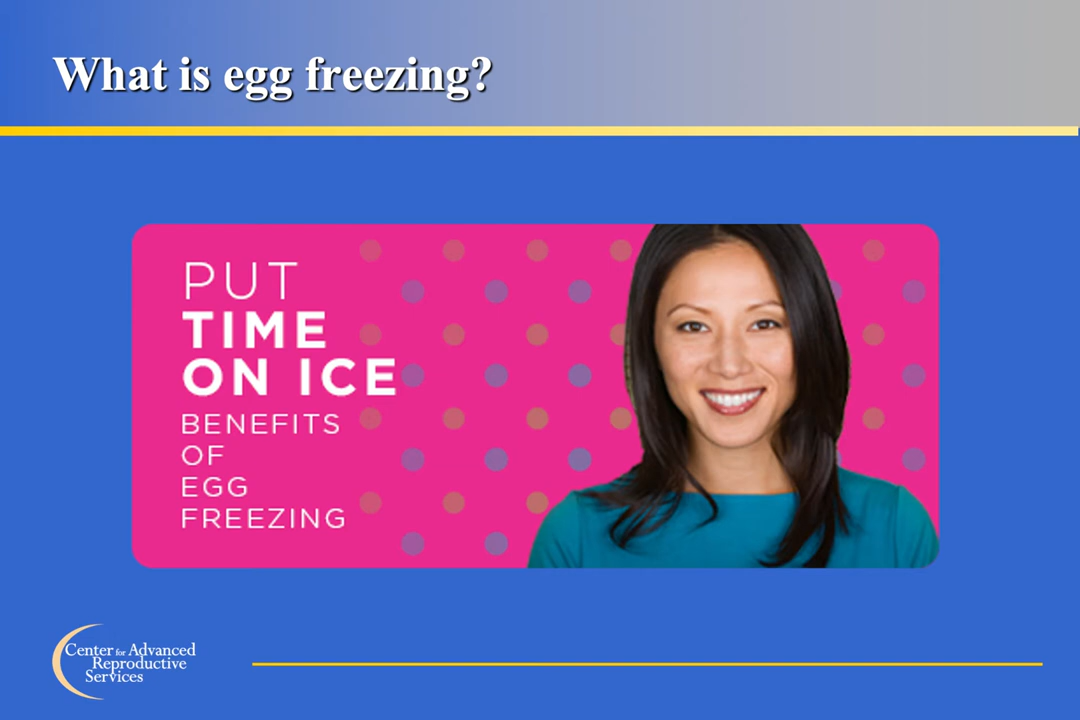 What is egg freezing?
PUT
TIME
ON ICE
BENEFITS
OF
EGG
FREEZING
Center for Advanced
Reproductive
Services